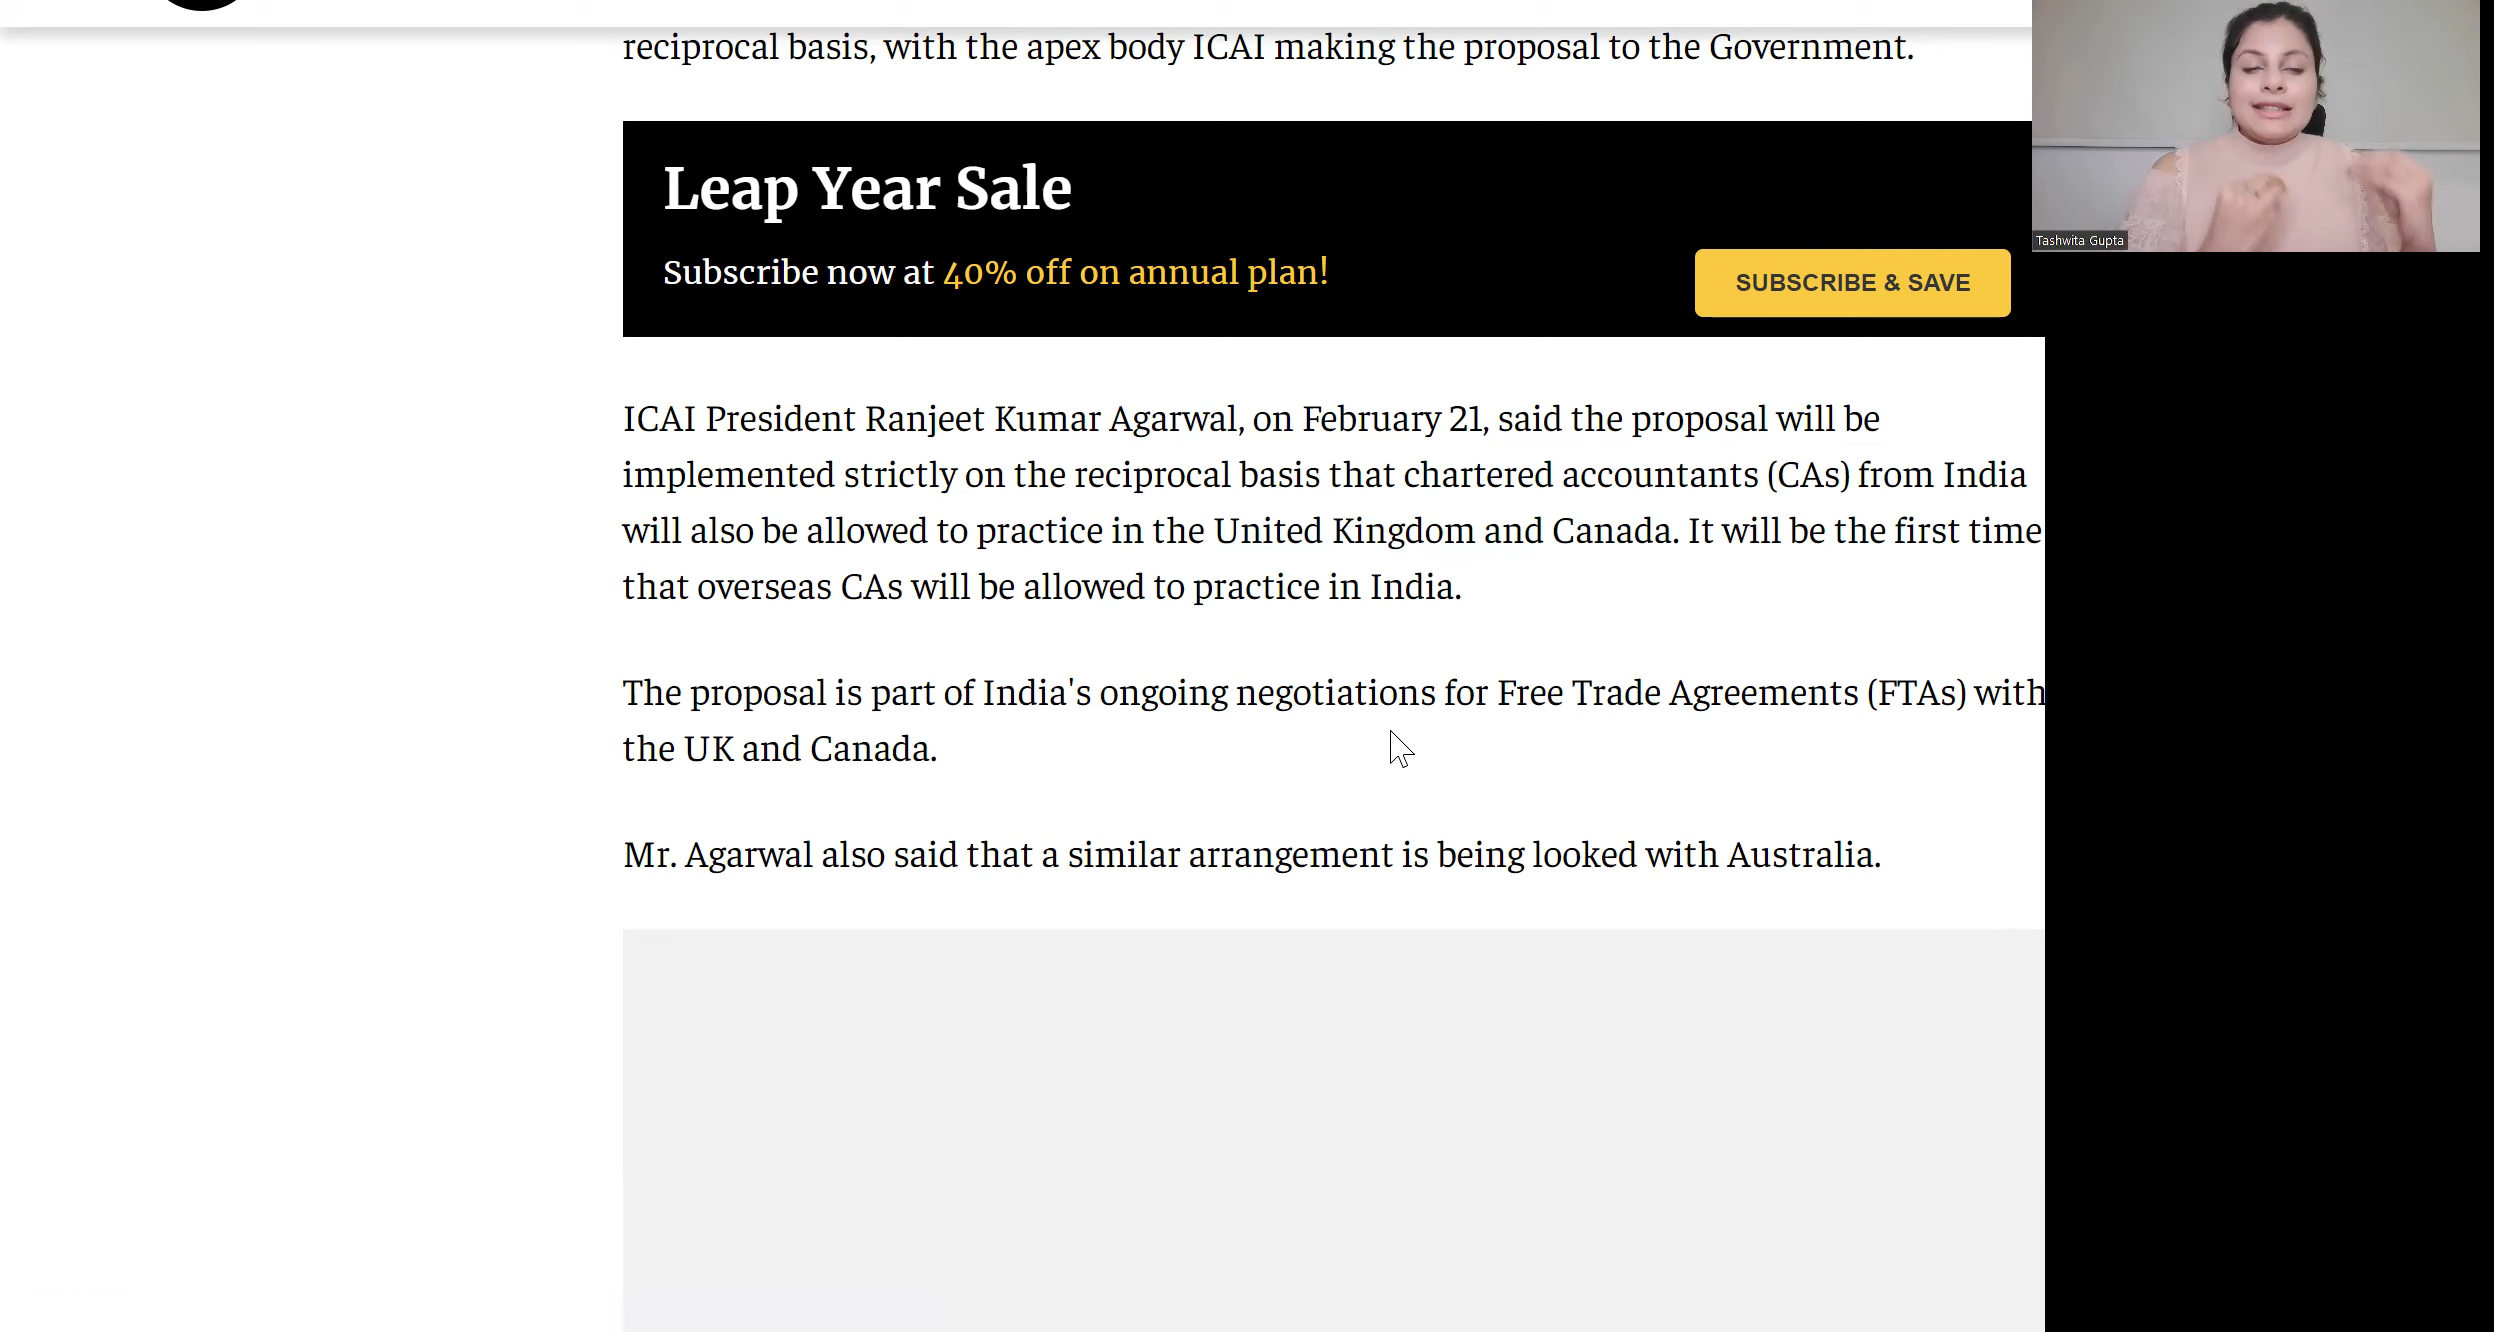 reciprocal basis, with the apex body ICAI making the proposal to the Government.
Leap Year Sale
Subscribe now at 40% off on annual plan!
SUBSCRIBE & SAVE
Tashwita Gupta
ICAI President Ranjeet Kumar Agarwal, on February 21, said the proposal will be
implemented strictly on the reciprocal basis that chartered accountants (CAs) from India
will also be allowed to practice in the United Kingdom and Canada. It will be the first time
that overseas CAs will be allowed to practice in India.
The proposal is part of India's ongoing negotiations for Free Trade Agreements (FTAs) with
the UK and Canada.
Mr. Agarwal also said that a similar arrangement is being looked with Australia.